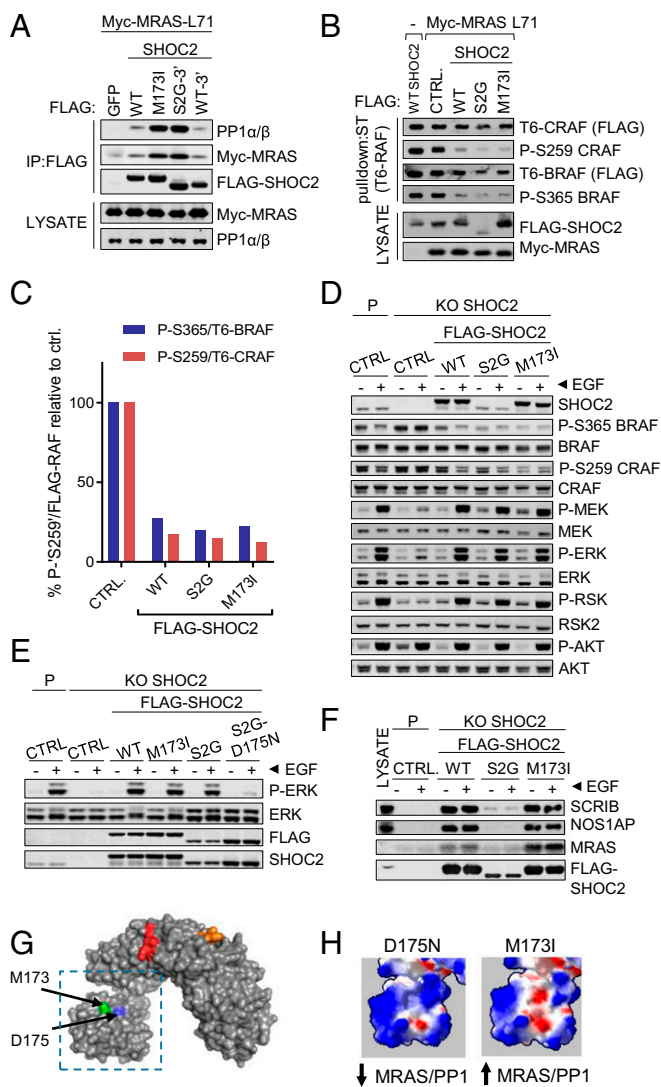 A
Myc-MRAS-L71
SHOC2
FLAG: GFP WT M173I S2G-3' WT-3'
IP:FLAG
PP1α/β
Myc-MRAS
FLAG-SHOC2
LYSATE
Myc-MRAS
PP1α/β
B
- Myc-MRAS L71
SHOC2
FLAG: WT SHOC2 CTRL. WT S2G M173I
pulldown:ST (T6-RAF)
T6-CRAF (FLAG)
P-S259 CRAF
T6-BRAF (FLAG)
P-S365 BRAF
LYSATE
FLAG-SHOC2
Myc-MRAS
C
P-S365/T6-BRAF
P-S259/T6-CRAF
% P-'S259'/FLAG-RAF relative to ctrl.
100
50
0
CTRL. WT S2G M173I
FLAG-SHOC2
D
P KO SHOC2
FLAG-SHOC2
CTRL CTRL WT S2G M173I
- + - + - + - + - + ◄ EGF
SHOC2
P-S365 BRAF
BRAF
P-S259 CRAF
CRAF
P-MEK
MEK
P-ERK
ERK
P-RSK
RSK2
P-AKT
AKT
E
P KO SHOC2
FLAG-SHOC2
CTRL CTRL WT M173I S2G S2G-D175N
- + - + - + - + - + - + ◄ EGF
P-ERK
ERK
FLAG
SHOC2
F
P KO SHOC2
FLAG-SHOC2
LYSATE CTRL. WT S2G M173I
- + - + - + - + ◄ EGF
SCRIB
NOS1AP
MRAS
FLAG-
SHOC2
G
M173
D175
H
D175N M173I
↓ MRAS/PP1 ↑ MRAS/PP1